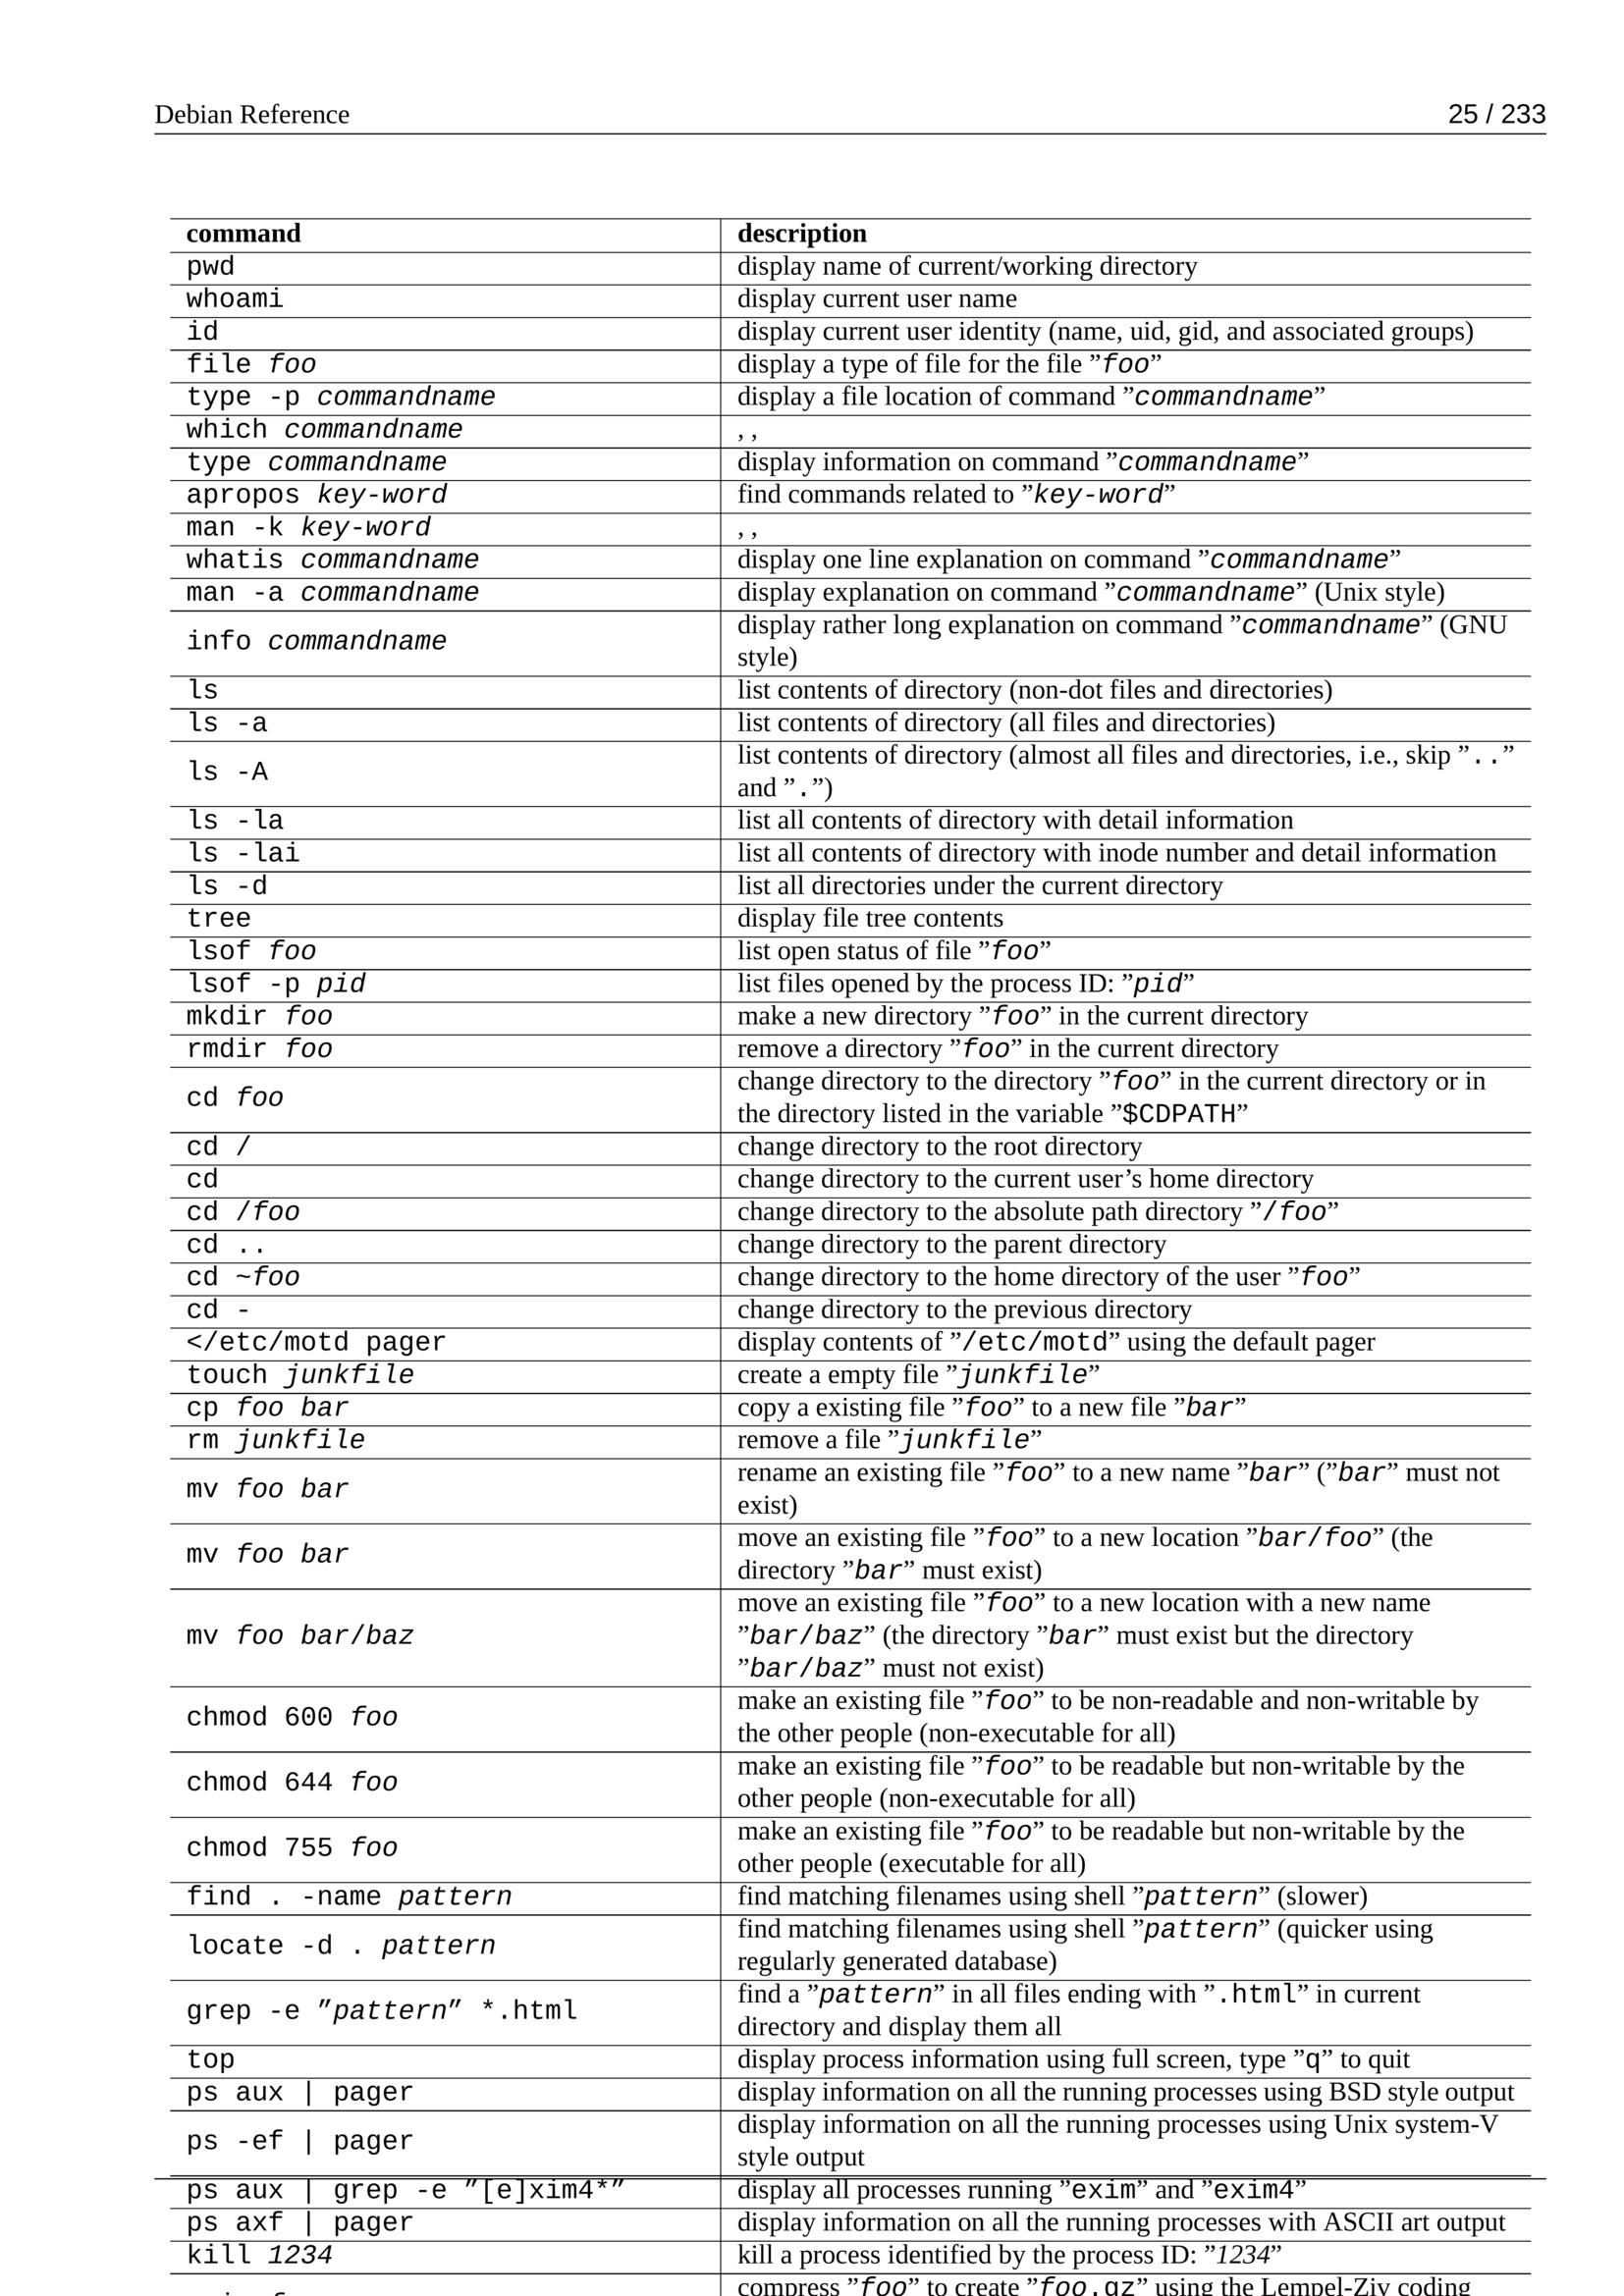 Debian Reference 25 / 233
command description
pwd display name of current/working directory
whoami display current user name
id display current user identity (name, uid, gid, and associated groups)
file foo display a type of file for the file ”foo”
type -p commandname display a file location of command ”commandname”
which commandname , ,
type commandname display information on command ”commandname”
apropos key-word find commands related to ”key-word”
man -k key-word , ,
whatis commandname display one line explanation on command ”commandname”
man -a commandname display explanation on command ”commandname” (Unix style)
info commandname display rather long explanation on command ”commandname” (GNU
style)
ls list contents of directory (non-dot files and directories)
ls -a list contents of directory (all files and directories)
ls -A list contents of directory (almost all files and directories, i.e., skip ”..”
and ”.”)
ls -la list all contents of directory with detail information
ls -lai list all contents of directory with inode number and detail information
ls -d list all directories under the current directory
tree display file tree contents
lsof foo list open status of file ”foo”
lsof -p pid list files opened by the process ID: ”pid”
mkdir foo make a new directory ”foo” in the current directory
rmdir foo remove a directory ”foo” in the current directory
cd foo change directory to the directory ”foo” in the current directory or in
the directory listed in the variable ”$CDPATH”
cd / change directory to the root directory
cd change directory to the current user’s home directory
cd /foo change directory to the absolute path directory ”/foo”
cd .. change directory to the parent directory
cd ~foo change directory to the home directory of the user ”foo”
cd - change directory to the previous directory
</etc/motd pager display contents of ”/etc/motd” using the default pager
touch junkfile create a empty file ”junkfile”
cp foo bar copy a existing file ”foo” to a new file ”bar”
rm junkfile remove a file ”junkfile”
mv foo bar rename an existing file ”foo” to a new name ”bar” (”bar” must not
exist)
mv foo bar move an existing file ”foo” to a new location ”bar/foo” (the
directory ”bar” must exist)
mv foo bar/baz move an existing file ”foo” to a new location with a new name
”bar/baz” (the directory ”bar” must exist but the directory
”bar/baz” must not exist)
chmod 600 foo make an existing file ”foo” to be non-readable and non-writable by
the other people (non-executable for all)
chmod 644 foo make an existing file ”foo” to be readable but non-writable by the
other people (non-executable for all)
chmod 755 foo make an existing file ”foo” to be readable but non-writable by the
other people (executable for all)
find . -name pattern find matching filenames using shell ”pattern” (slower)
locate -d . pattern find matching filenames using shell ”pattern” (quicker using
regularly generated database)
grep -e ”pattern” *.html find a ”pattern” in all files ending with ”.html” in current
directory and display them all
top display process information using full screen, type ”q” to quit
ps aux | pager display information on all the running processes using BSD style output
ps -ef | pager display information on all the running processes using Unix system-V
style output
ps aux | grep -e ”[e]xim4*” display all processes running ”exim” and ”exim4”
ps axf | pager display information on all the running processes with ASCII art output
kill 1234 kill a process identified by the process ID: ”1234”
compress ”foo” to create ”foo.gz” using the Lempel-Ziv coding